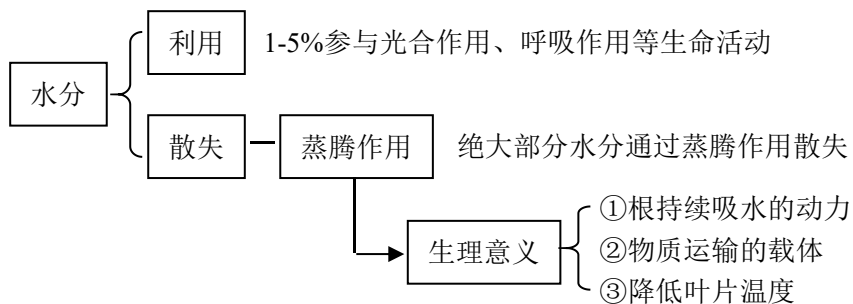 利用 1-5%参与光合作用、呼吸作用等生命活动
水分
散失 蒸腾作用 绝大部分水分通过蒸腾作用散失
①根持续吸水的动力
生理意义 ②物质运输的载体
③降低叶片温度